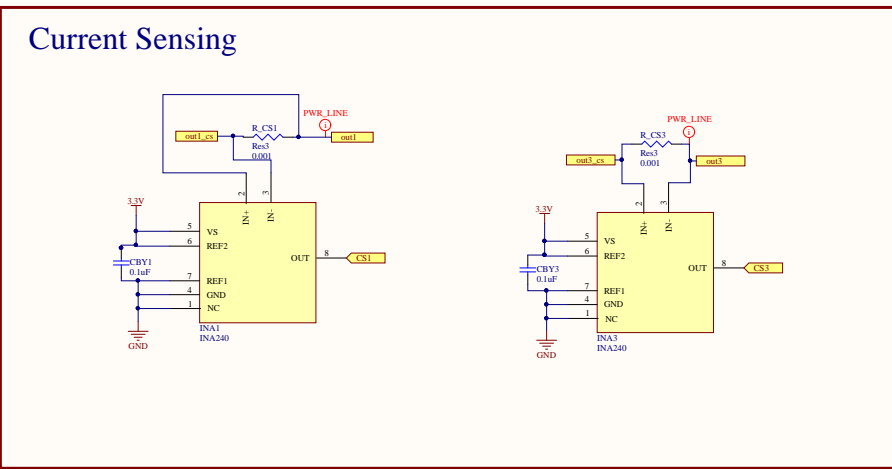 Current Sensing
PWR_LINE
i
R_CS1
out1_cs
out1
Res3
0.001
2
3
3.3V
IN+
IN-
5
VS
6
REF2
OUT
8
CS1
CBY1
0.1uF
7
REF1
4
GND
1
NC
GND
INA1
INA240
PWR_LINE
i
R_CS3
out3_cs
out3
Res3
0.001
2
3
3.3V
IN+
IN-
5
VS
6
REF2
OUT
8
CS3
CBY3
0.1uF
7
REF1
4
GND
1
NC
GND
INA3
INA240